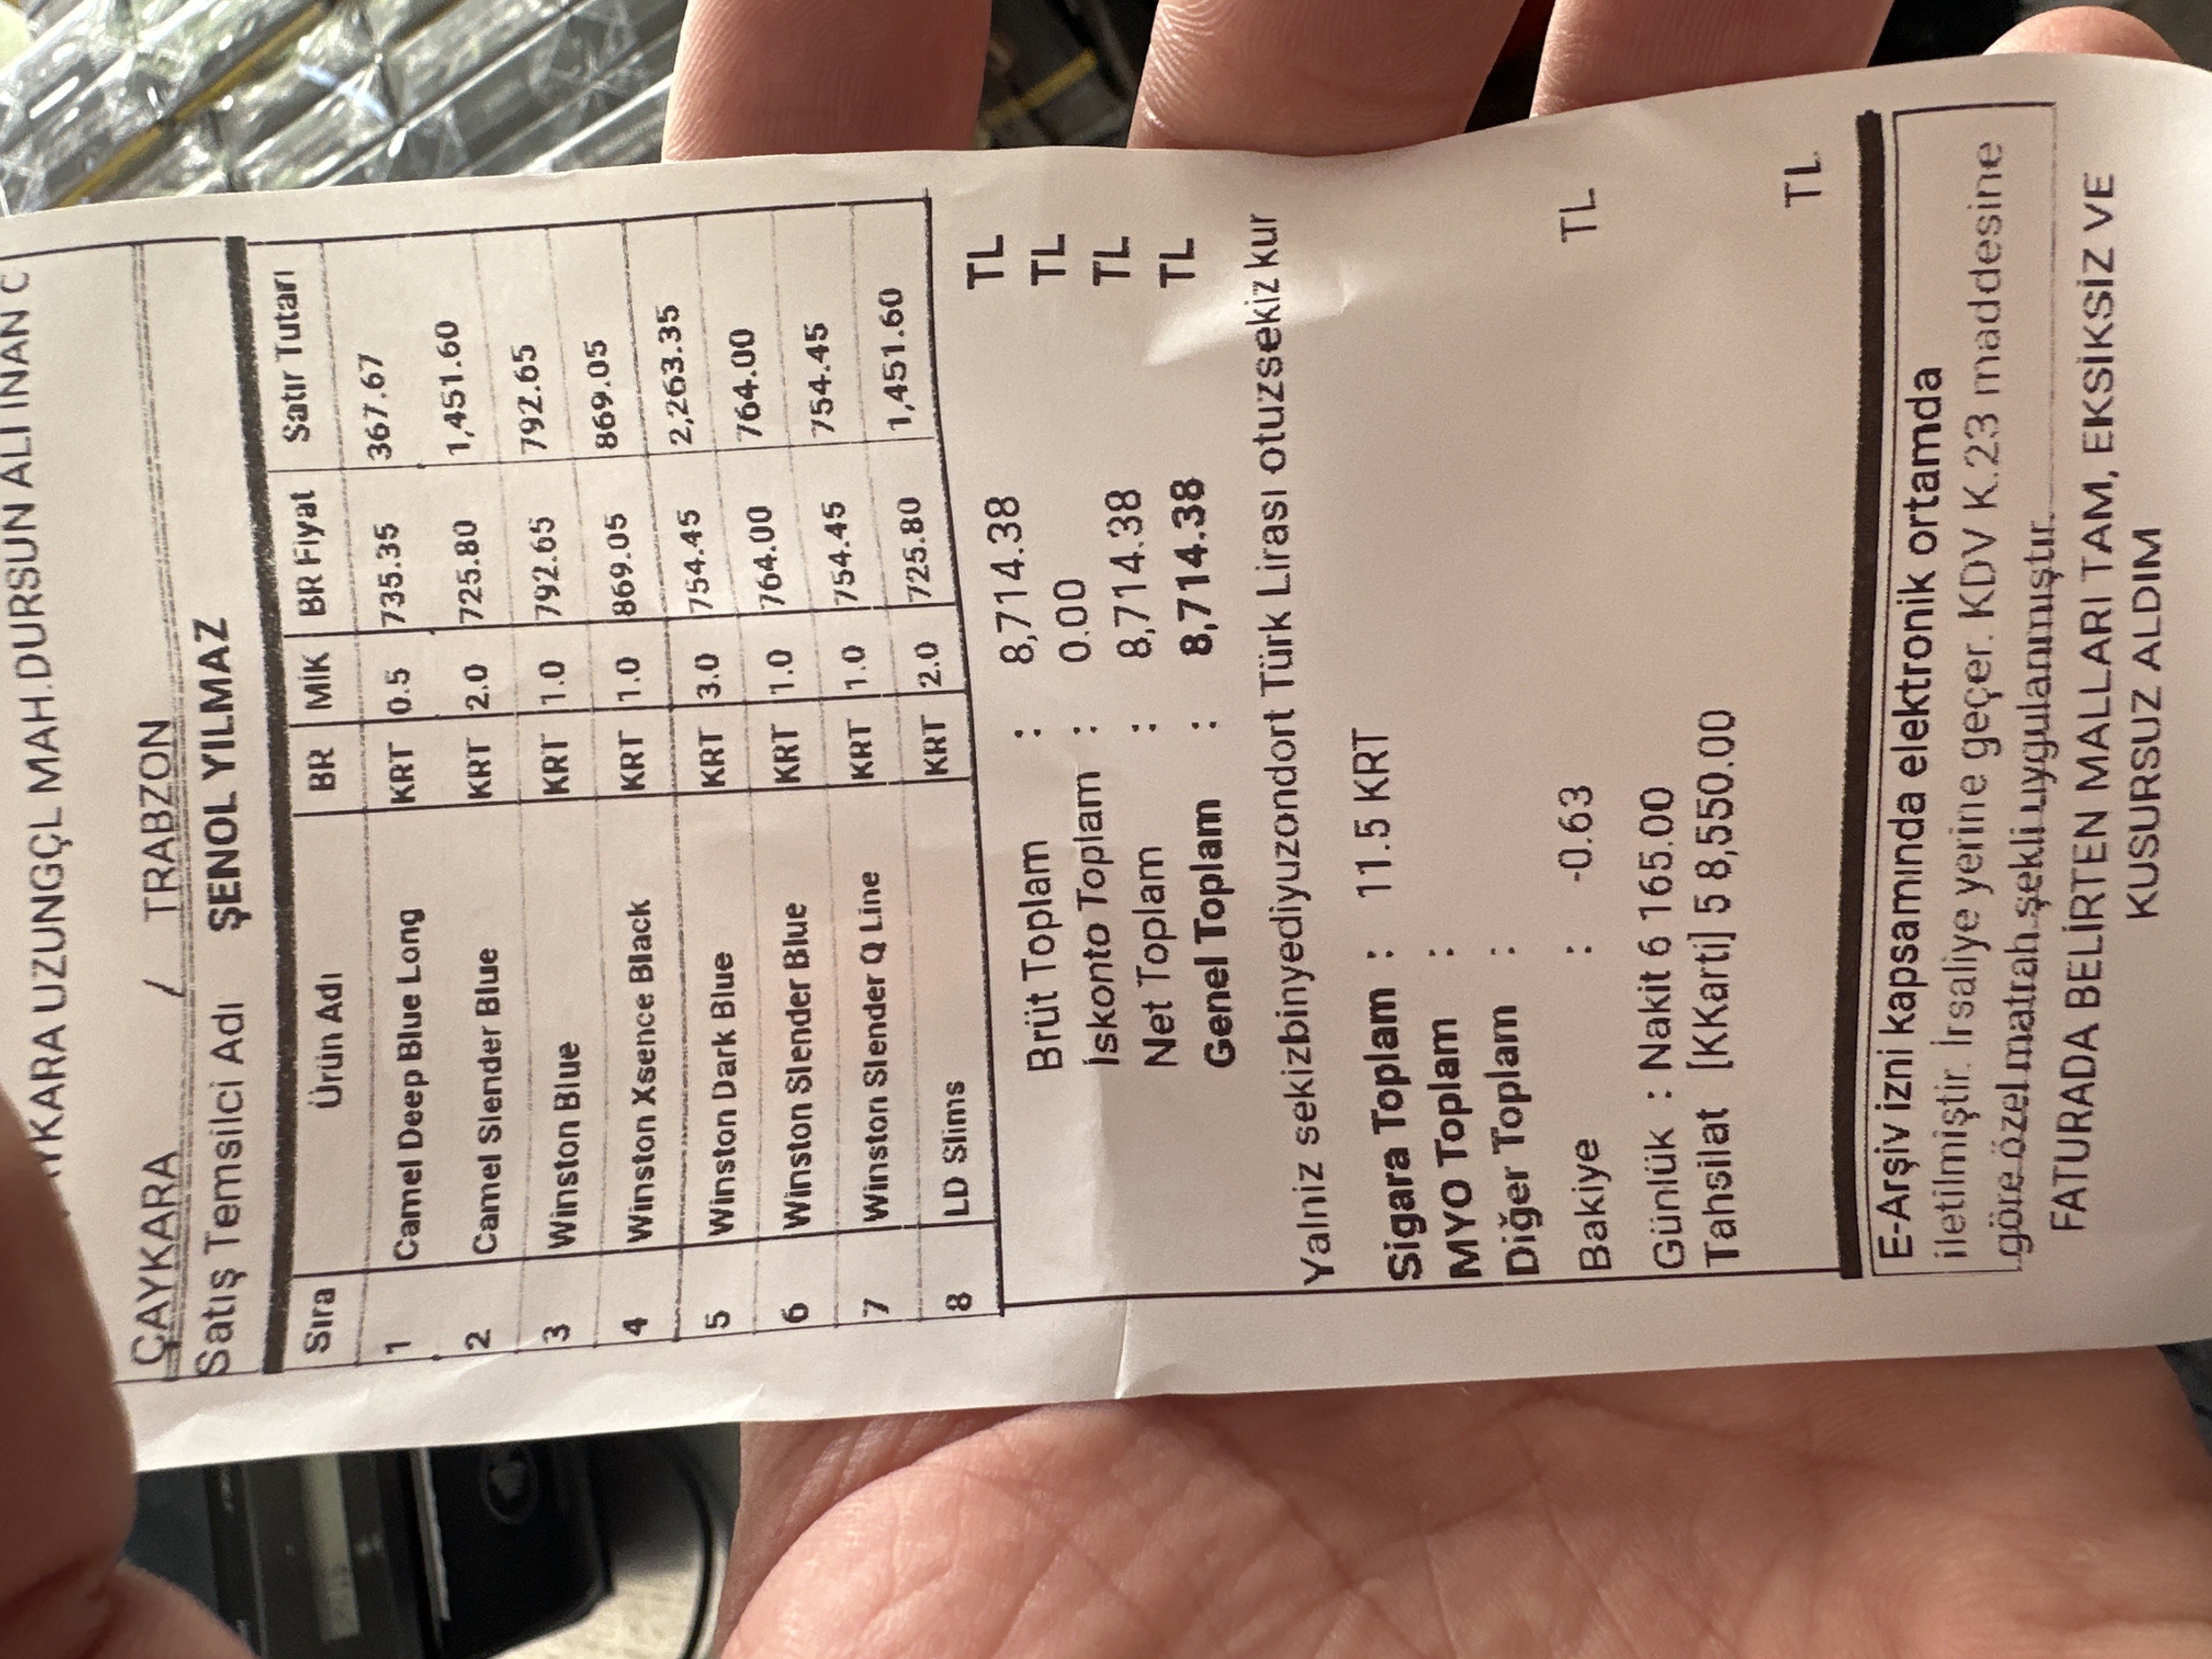 ÇAYKARA UZUNGÇL MAH.DURSUN ALI INAN C
ÇAYKARA / TRABZON
Satış Temsilci Adı ŞENOL YILMAZ
Sıra Ürün Adı BR MİK BR Fiyat Satır Tutarı
1 Camel Deep Blue Long KRT 0.5 735.35 367.67
2 Camel Slender Blue KRT 2.0 725.80 1,451.60
3 Winston Blue KRT 1.0 792.65 792.65
4 Winston Xsence Black KRT 1.0 869.05 869.05
5 Winston Dark Blue KRT 3.0 754.45 2,263.35
6 Winston Slender Blue KRT 1.0 764.00 764.00
7 Winston Slender Q Line KRT 1.0 754.45 754.45
8 LD Slims KRT 2.0 725.80 1,451.60
Brüt Toplam : 8,714.38 TL
İskonto Toplam : 0.00 TL
Net Toplam : 8,714.38 TL
Genel Toplam : 8,714.38 TL
Yalniz sekizbinyediyuzondort Türk Lirası otuzsekiz kur
Sigara Toplam : 11.5 KRT
MYO Toplam :
Diğer Toplam :
Bakiye : -0.63 TL
Günlük : Nakit 6 165.00
Tahsilat [KKarti] 5 8,550.00 TL
E-Arşiv izni kapsamında elektronik ortamda
iletilmiştir. İrsaliye yerine geçer. KDV K.23 maddesine
göre özel matrah şekli uygulanmıştır.
FATURADA BELİRTEN MALLARI TAM, EKSİKSİZ VE
KUSURSUZ ALDIM